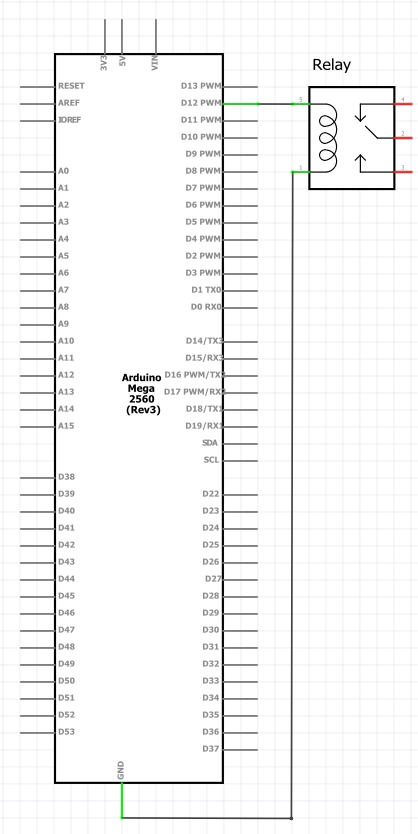 3V3
5V
VIN
Relay
RESET
AREF
IOREF
A0
A1
A2
A3
A4
A5
A6
A7
A8
A9
A10
A11
A12
A13
A14
A15
D38
D39
D40
D41
D42
D43
D44
D45
D46
D47
D48
D49
D50
D51
D52
D53
Arduino
Mega
2560
(Rev3)
D13 PWM
D12 PWM
D11 PWM
D10 PWM
D9 PWM
D8 PWM
D7 PWM
D6 PWM
D5 PWM
D4 PWM
D2 PWM
D3 PWM
D1 TX0
D0 RX0
D14/TX3
D15/RX3
D16 PWM/TX2
D17 PWM/RX2
D18/TX1
D19/RX1
SDA
SCL
D22
D23
D24
D25
D26
D27
D28
D29
D30
D31
D32
D33
D34
D35
D36
D37
GND
5
1
4
2
3